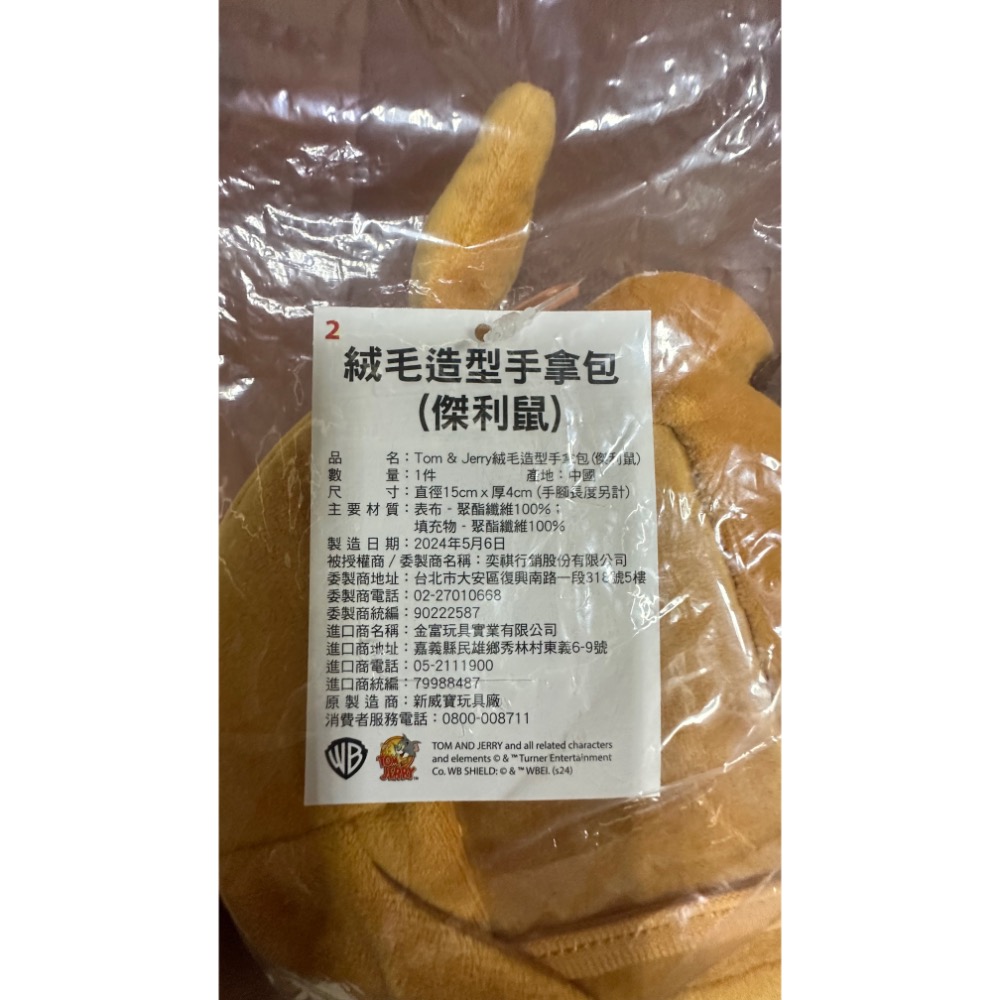 2
絨毛造型手拿包
(傑利鼠)
品 名：Tom & Jerry絨毛造型手拿包(傑利鼠)
數 量：1件 產地：中國
尺 寸：直徑15cm x 厚4cm (手腳長度另計)
主要材質：表布 - 聚酯纖維100%；
填充物 - 聚酯纖維100%
製造日期：2024年5月6日
被授權商/委製商名稱：奕祺行銷股份有限公司
委製商地址：台北市大安區復興南路一段318號5樓
委製商電話：02-27010668
委製商統編：90222587
進口商名稱：金富玩具實業有限公司
進口商地址：嘉義縣民雄鄉秀林村東義6-9號
進口商電話：05-2111900
進口商統編：79988487
原製造商：新威寶玩具廠
消費者服務電話：0800-008711
WB
TOM AND JERRY™
TOM AND JERRY and all related characters
and elements © & ™ Turner Entertainment
Co. WB SHIELD: © & ™ WBEI. (s24)